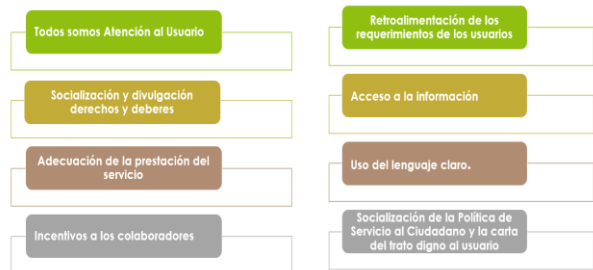 Todos somos Atención al Usuario
Socialización y divulgación
derechos y deberes
Adecuación de la prestación del
servicio
Incentivos a los colaboradores
Retroalimentación de los
requerimientos de los usuarios
Acceso a la información
Uso del lenguaje claro.
Socialización de la Política de
Servicio al Ciudadano y la carta
del trato digno al usuario